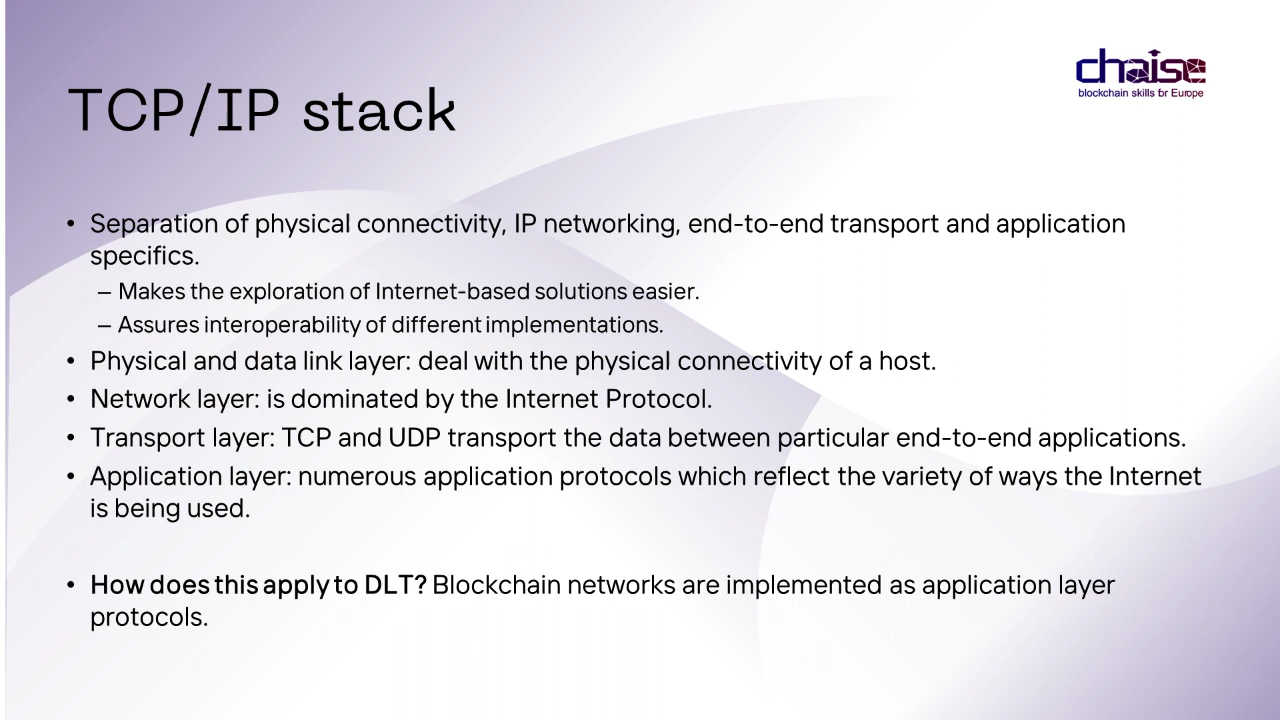 chaise
blockchain skills for Europe
TCP/IP stack
• Separation of physical connectivity, IP networking, end-to-end transport and application
specifics.
– Makes the exploration of Internet-based solutions easier.
– Assures interoperability of different implementations.
• Physical and data link layer: deal with the physical connectivity of a host.
• Network layer: is dominated by the Internet Protocol.
• Transport layer: TCP and UDP transport the data between particular end-to-end applications.
• Application layer: numerous application protocols which reflect the variety of ways the Internet
is being used.
• How does this apply to DLT? Blockchain networks are implemented as application layer
protocols.